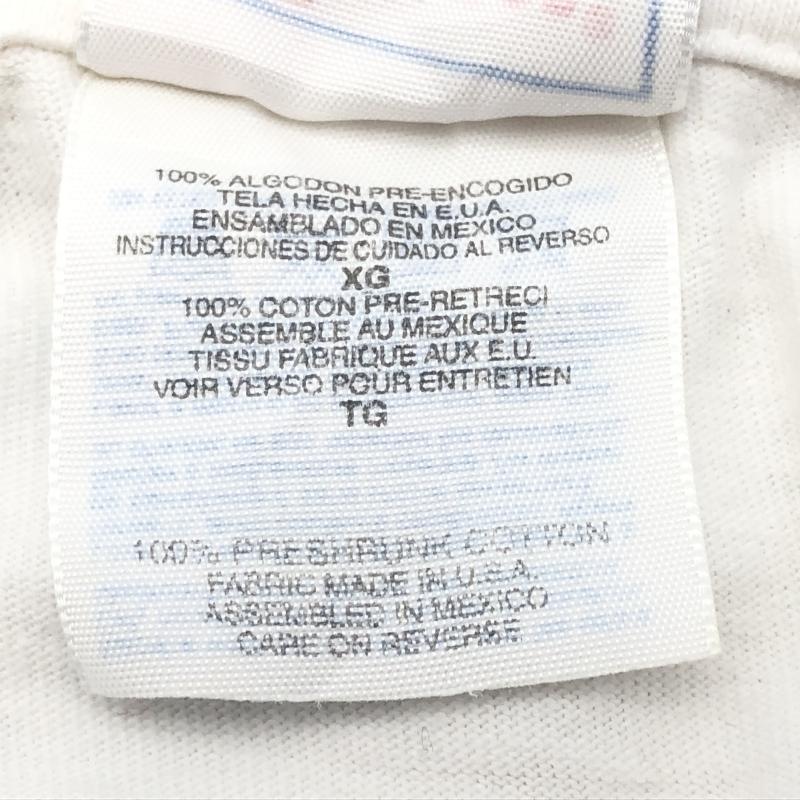 100% ALGODON PRE-ENCOGIDO
TELA HECHA EN E.U.A.
ENSAMBLADO EN MEXICO
INSTRUCCIONES DE CUIDADO AL REVERSO
XG
100% COTON PRE-RETRECI
ASSEMBLE AU MEXIQUE
TISSU FABRIQUE AUX E.U.
VOIR VERSO POUR ENTRETIEN
TG
100% PRESHRUNK COTTON
FABRIC MADE IN U.S.A.
ASSEMBLED IN MEXICO
CARE ON REVERSE